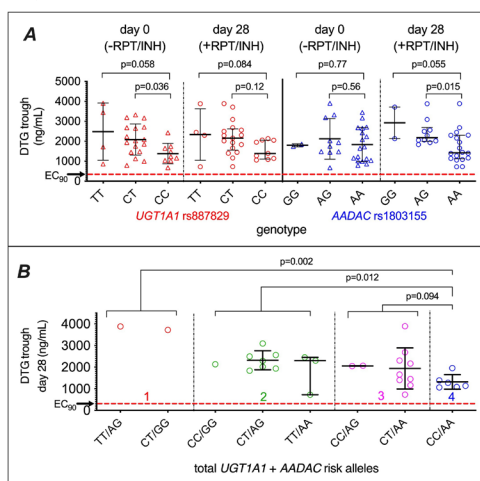 A
day 0
(-RPT/INH)
day 28
(+RPT/INH)
day 0
(-RPT/INH)
day 28
(+RPT/INH)
p=0.058
p=0.036
p=0.084
p=0.12
p=0.77
p=0.56
p=0.055
p=0.015
DTG trough
(ng/mL)
5000
4000
3000
2000
1000
0
EC90
TT CT CC TT CT CC GG AG AA GG AG AA
UGT1A1 rs887829
AADAC rs1803155
genotype
B
p=0.002
p=0.012
p=0.094
DTG trough
day 28 (ng/mL)
4000
3000
2000
1000
0
EC90
1 2 3 4
TT/AG CT/GG CC/GG CT/AG TT/AA CC/AG CT/AA CC/AA
total UGT1A1 + AADAC risk alleles